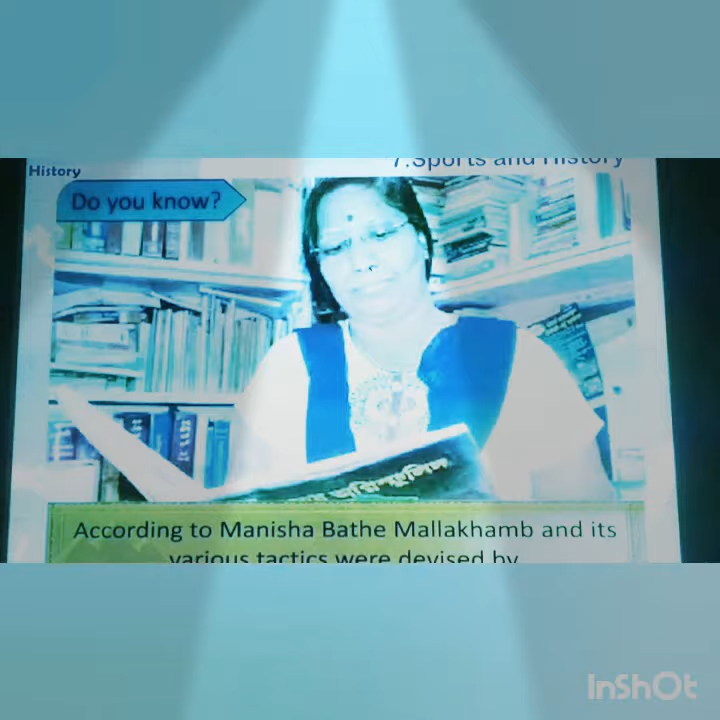 History
7.Sports and History
Do you know?
According to Manisha Bathe Mallakhamb and its
various tactics were devised by
InShOt